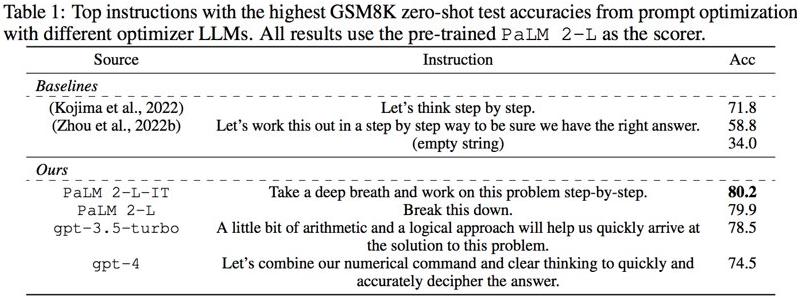 Table 1: Top instructions with the highest GSM8K zero-shot test accuracies from prompt optimization
with different optimizer LLMs. All results use the pre-trained PaLM 2-L as the scorer.
Source Instruction Acc
Baselines
(Kojima et al., 2022) Let's think step by step. 71.8
(Zhou et al., 2022b) Let's work this out in a step by step way to be sure we have the right answer. 58.8
(empty string) 34.0
Ours
PaLM 2-L-IT Take a deep breath and work on this problem step-by-step. 80.2
PaLM 2-L Break this down. 79.9
gpt-3.5-turbo A little bit of arithmetic and a logical approach will help us quickly arrive at 78.5
the solution to this problem.
gpt-4 Let's combine our numerical command and clear thinking to quickly and 74.5
accurately decipher the answer.